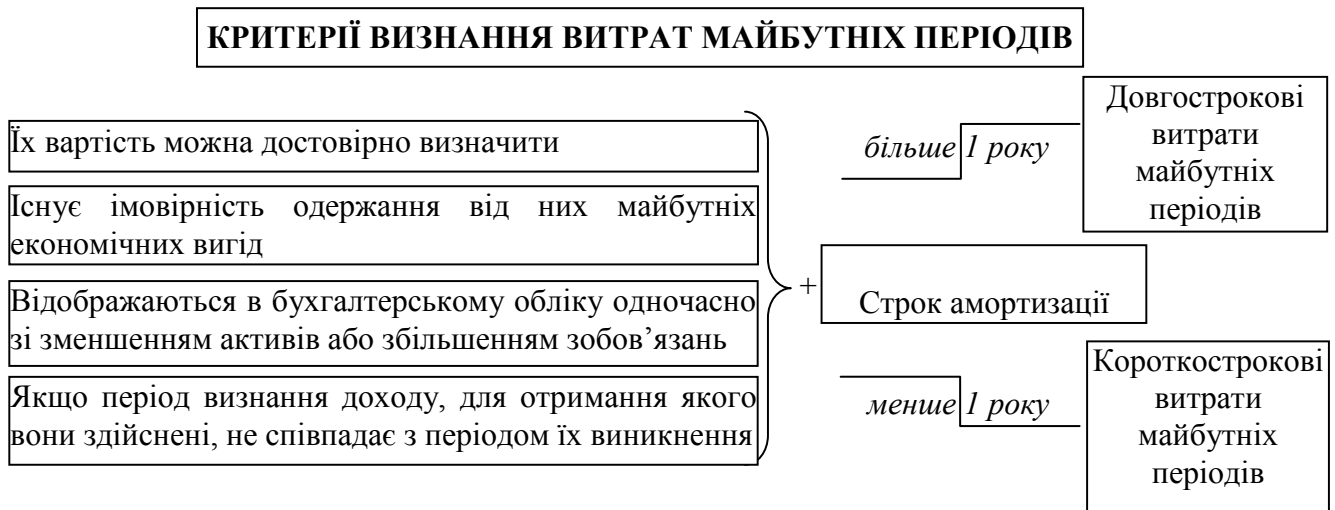 КРИТЕРІЇ ВИЗНАННЯ ВИТРАТ МАЙБУТНІХ ПЕРІОДІВ
Їх вартість можна достовірно визначити
Існує імовірність одержання від них майбутніх
економічних вигід
Відображаються в бухгалтерському обліку одночасно
зі зменшенням активів або збільшенням зобов’язань
Якщо період визнання доходу, для отримання якого
вони здійснені, не співпадає з періодом їх виникнення
+
Строк амортизації
більше 1 року
Довгострокові
витрати
майбутніх
періодів
менше 1 року
Короткострокові
витрати
майбутніх
періодів